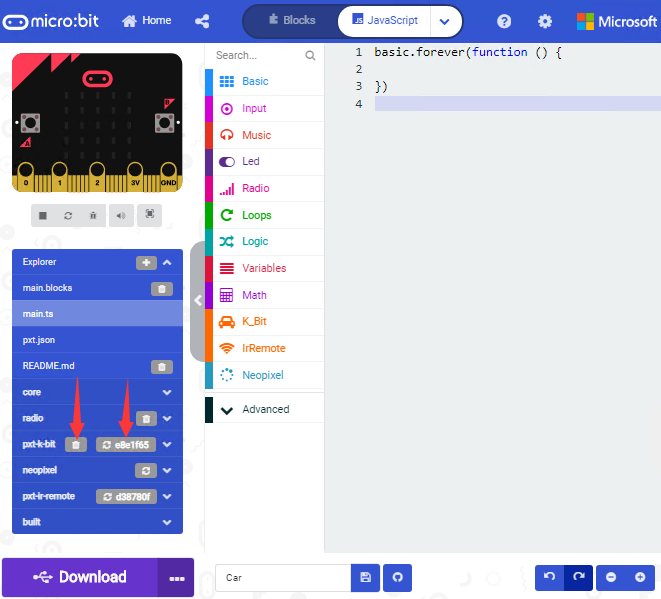 micro:bit Home Blocks JavaScript Microsoft
A
B
0 1 2 3V GND
Explorer
main.blocks
main.ts
pxt.json
README.md
core
radio
pxt-k-bit e8e1f65
neopixel
pxt-ir-remote d38780f
built
Search...
Basic
Input
Music
Led
Radio
Loops
Logic
Variables
Math
K_Bit
IrRemote
Neopixel
Advanced
1 basic.forever(function () {
2
3 })
4
Download
Car